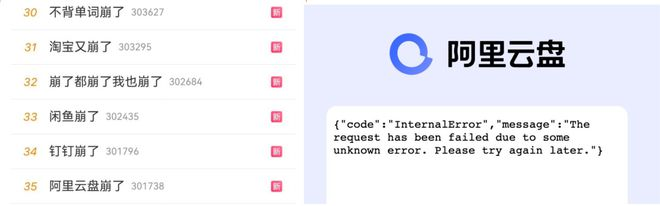 30 不背单词崩了 303627 新
31 淘宝又崩了 303295 新
32 崩了都崩了我也崩了 302684 新
33 闲鱼崩了 302435 新
34 钉钉崩了 301796 新
35 阿里云盘崩了 301738 新
阿里云盘
{"code":"InternalError","message":"The
request has been failed due to some
unknown error. Please try again later."}